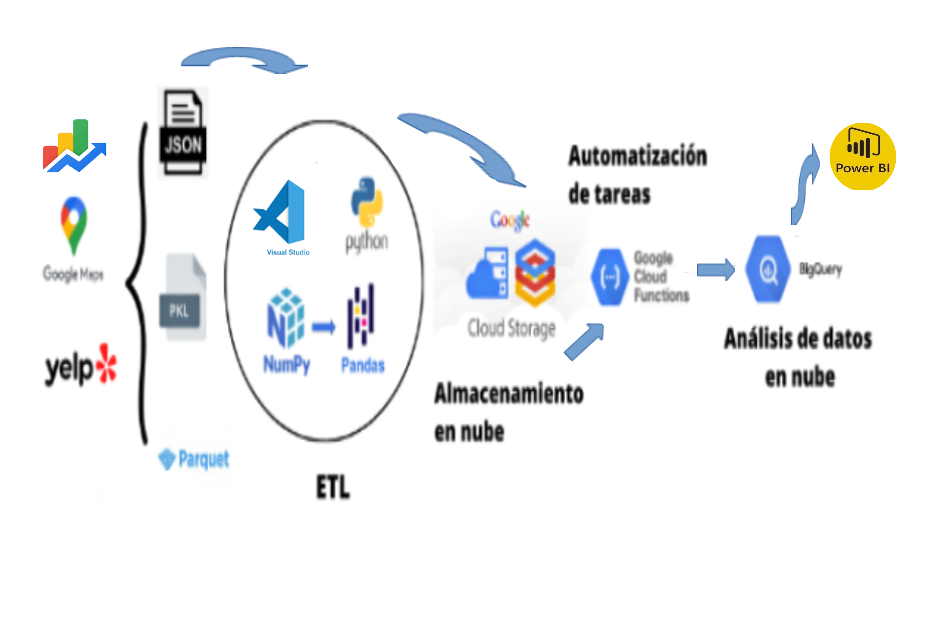 Google Maps
yelp
JSON
PKL
Parquet
Visual Studio
python
NumPy
Pandas
ETL
Google
Cloud Storage
Almacenamiento
en nube
Automatización
de tareas
Google
Cloud
Functions
BigQuery
Análisis de datos
en nube
Power BI